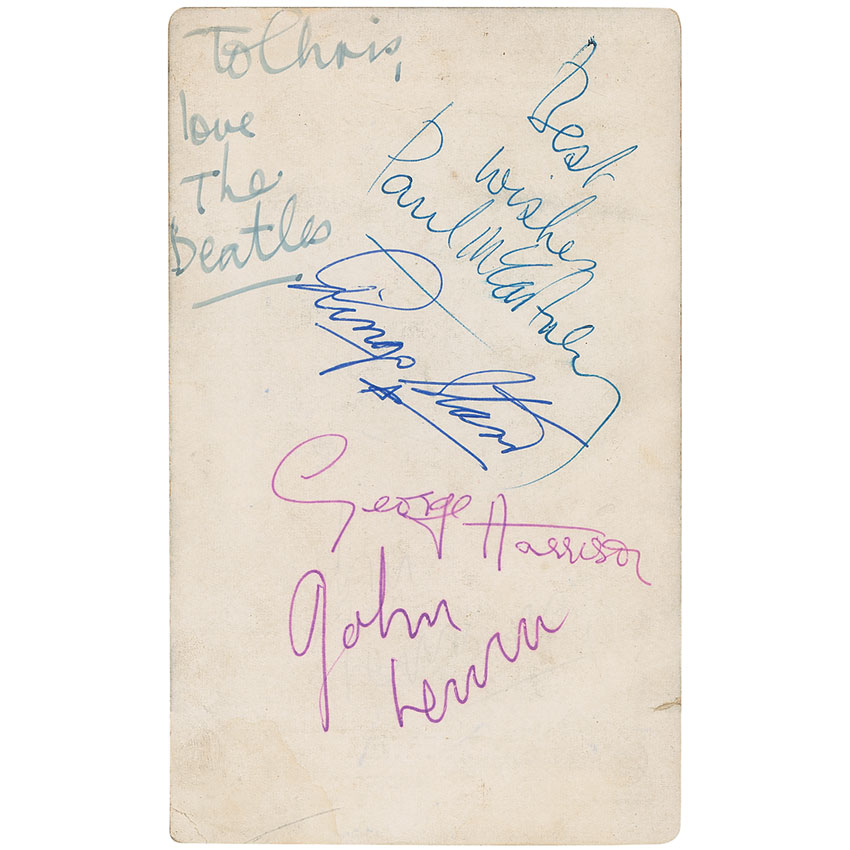 To Chris,
love
The
Beatles
Best
wishes
Paul McCartney
Ringo Starr
George Harrison
John Lennon